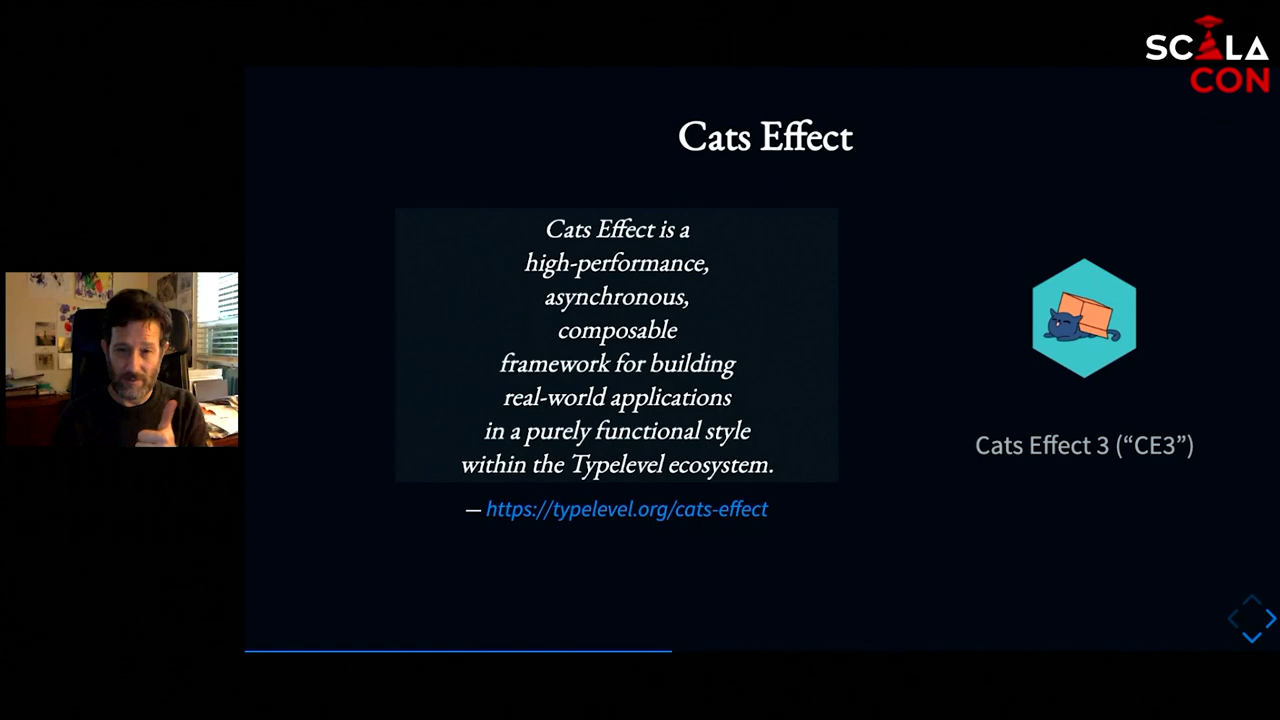 SCALA
CON
Cats Effect
Cats Effect is a
high-performance,
asynchronous,
composable
framework for building
real-world applications
in a purely functional style
within the Typelevel ecosystem.
— https://typelevel.org/cats-effect
Cats Effect 3 (“CE3”)